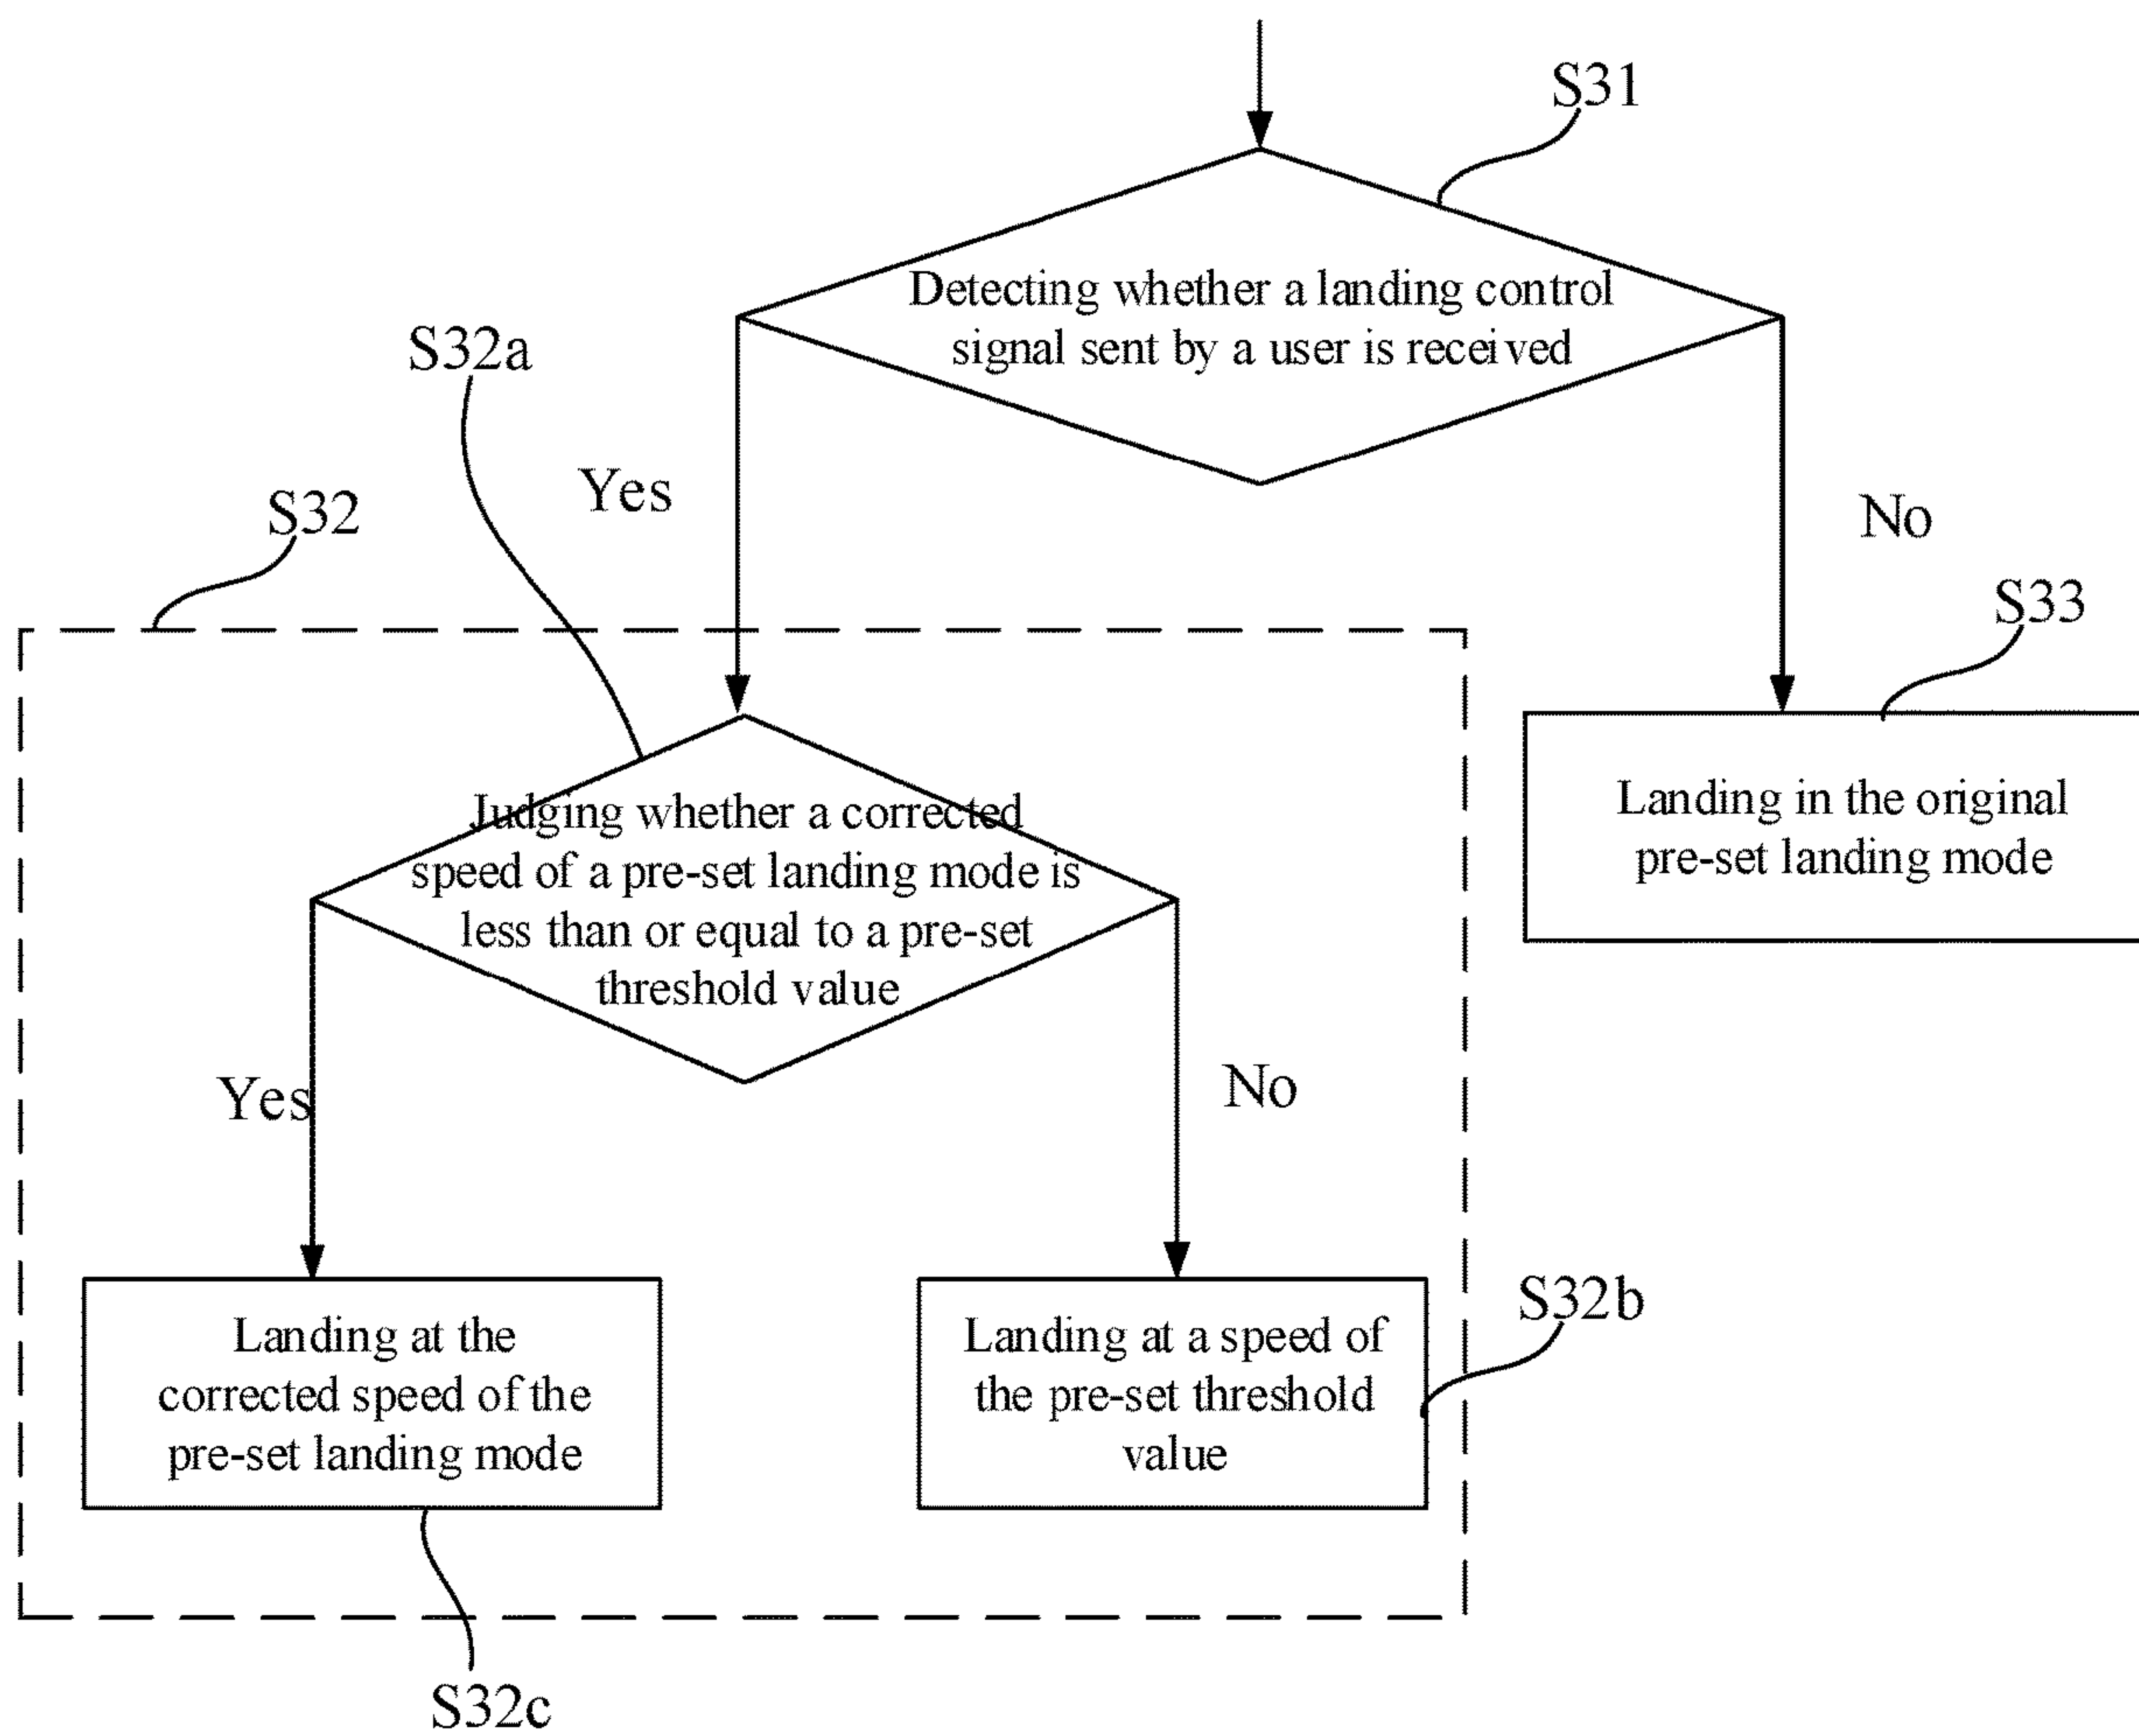 S31
Detecting whether a landing control
signal sent by a user is received
S32a
Yes
S32
No
S33
Judging whether a corrected
speed of a pre-set landing mode is
less than or equal to a pre-set
threshold value
Landing in the original
pre-set landing mode
Yes
No
Landing at the
corrected speed of the
pre-set landing mode
Landing at a speed of
the pre-set threshold
value
S32b
S32c